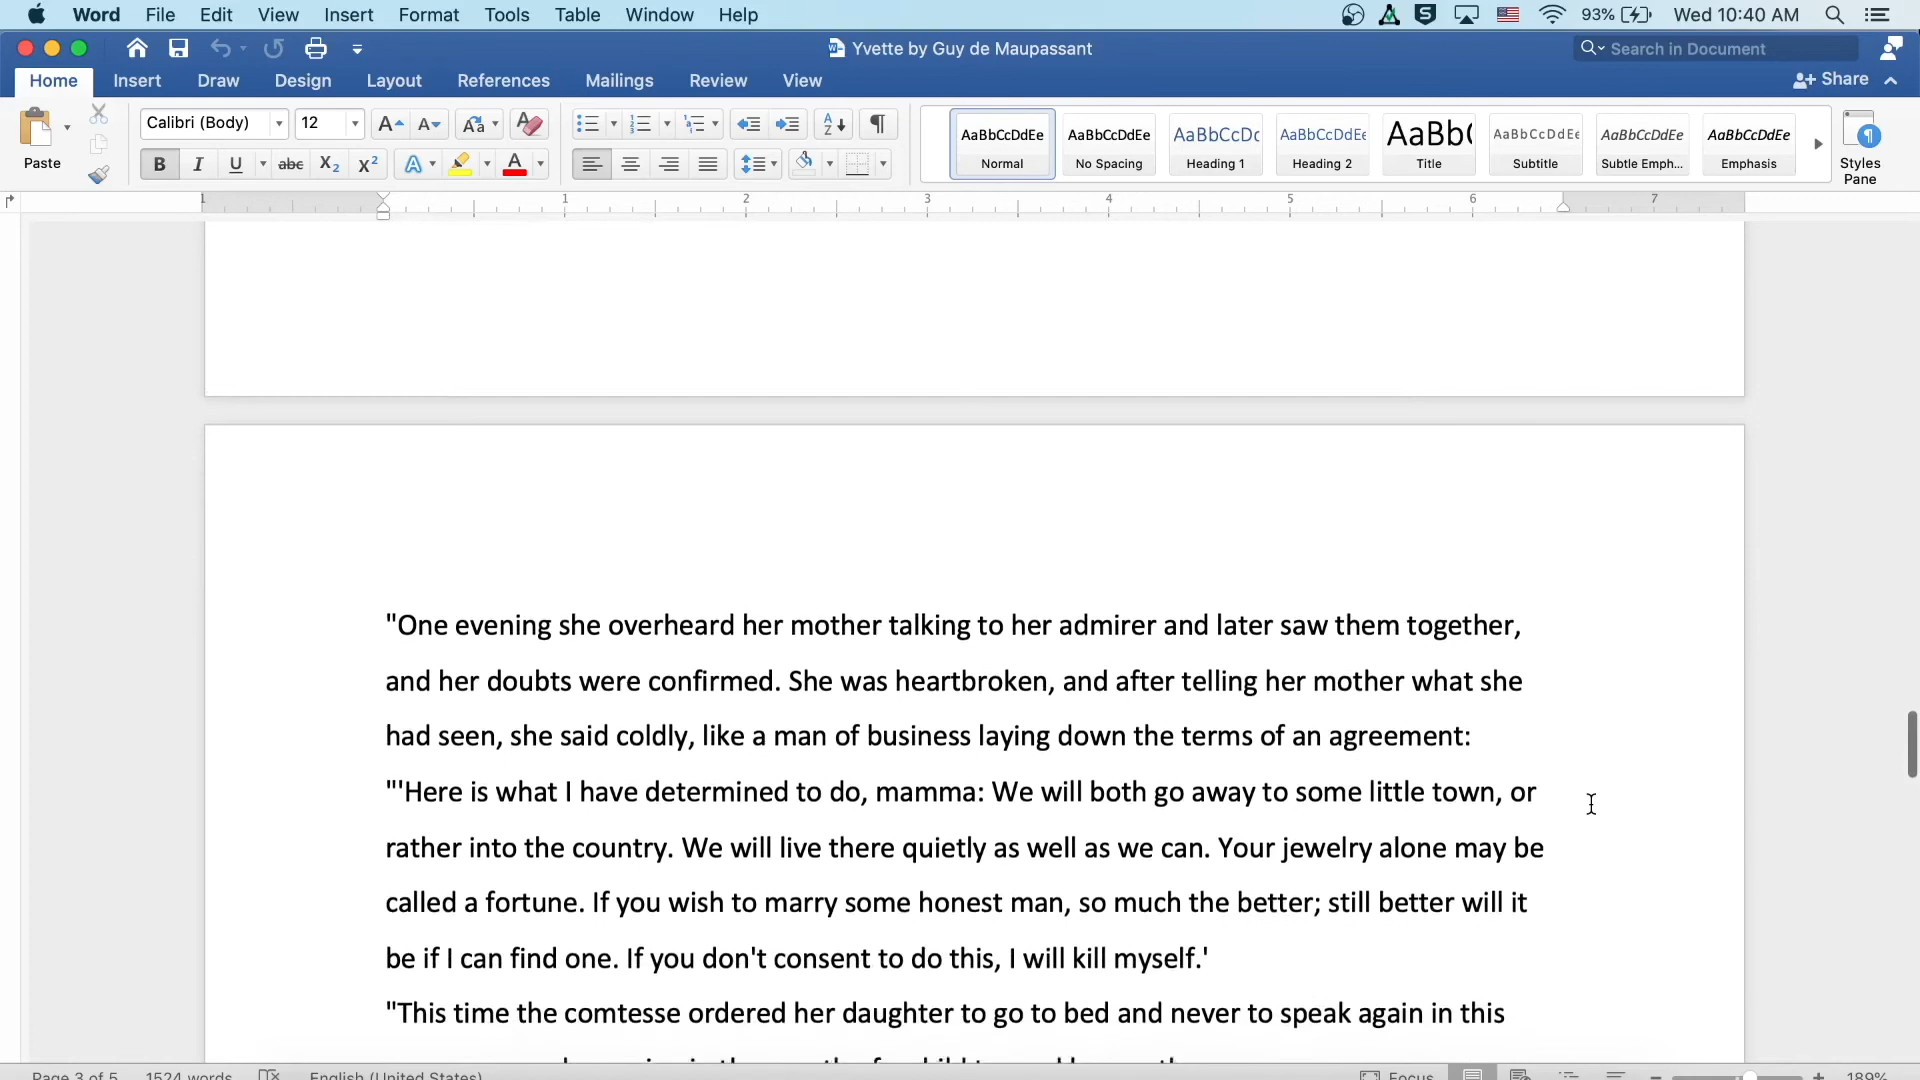 Word File Edit View Insert Format Tools Table Window Help 93% Wed 10:40 AM
Yvette by Guy de Maupassant Search in Document
Home Insert Draw Design Layout References Mailings Review View Share
Calibri (Body) 12
AaBbCcDdEe AaBbCcDdEe AaBbCcDc AaBbCcDdEe AaBb( AaBbCcDdEe AaBbCcDdEe AaBbCcDdEe
Paste Normal No Spacing Heading 1 Heading 2 Title Subtitle Subtle Emph... Emphasis Styles Pane
1 1 2 3 4 5 6 7
"One evening she overheard her mother talking to her admirer and later saw them together,
and her doubts were confirmed. She was heartbroken, and after telling her mother what she
had seen, she said coldly, like a man of business laying down the terms of an agreement:
"'Here is what I have determined to do, mamma: We will both go away to some little town, or
rather into the country. We will live there quietly as well as we can. Your jewelry alone may be
called a fortune. If you wish to marry some honest man, so much the better; still better will it
be if I can find one. If you don't consent to do this, I will kill myself.'
"This time the comtesse ordered her daughter to go to bed and never to speak again in this
Page 3 of 5 1524 words English (United States) Focus 189%